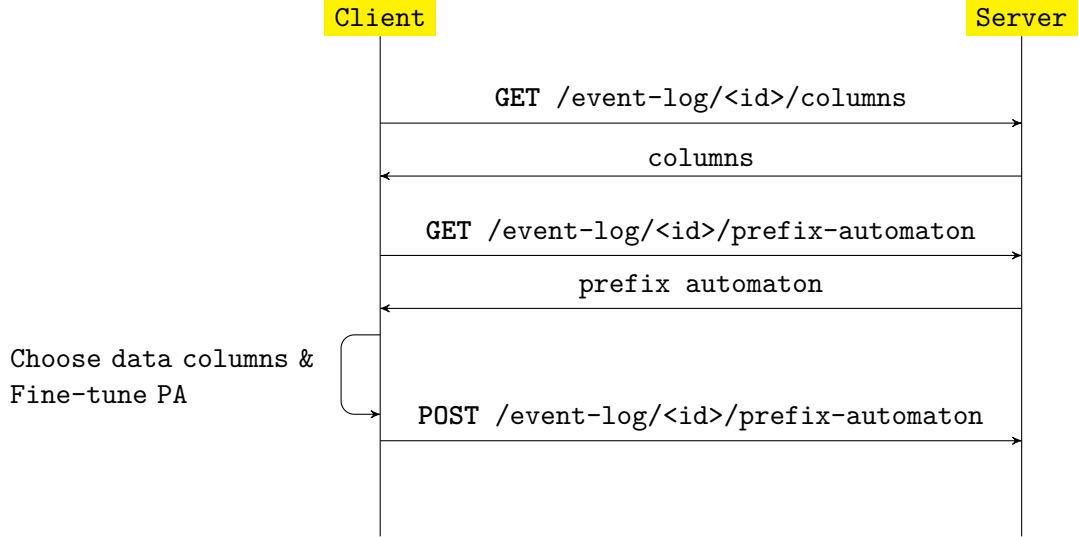 Client
Server
GET /event-log/<id>/columns
columns
GET /event-log/<id>/prefix-automaton
prefix automaton
Choose data columns &
Fine-tune PA
POST /event-log/<id>/prefix-automaton